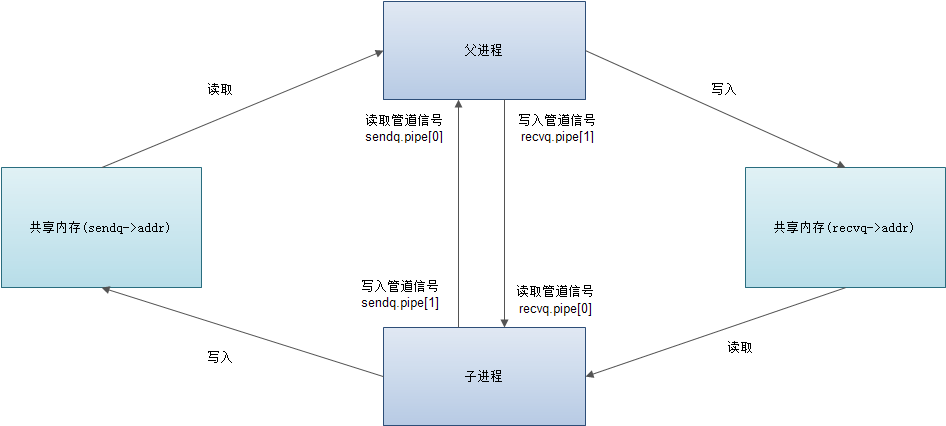 父进程
读取
写入
读取管道信号
sendq.pipe[0]
写入管道信号
recvq.pipe[1]
共享内存(sendq->addr)
共享内存(recvq->addr)
写入管道信号
sendq.pipe[1]
读取管道信号
recvq.pipe[0]
写入
读取
子进程